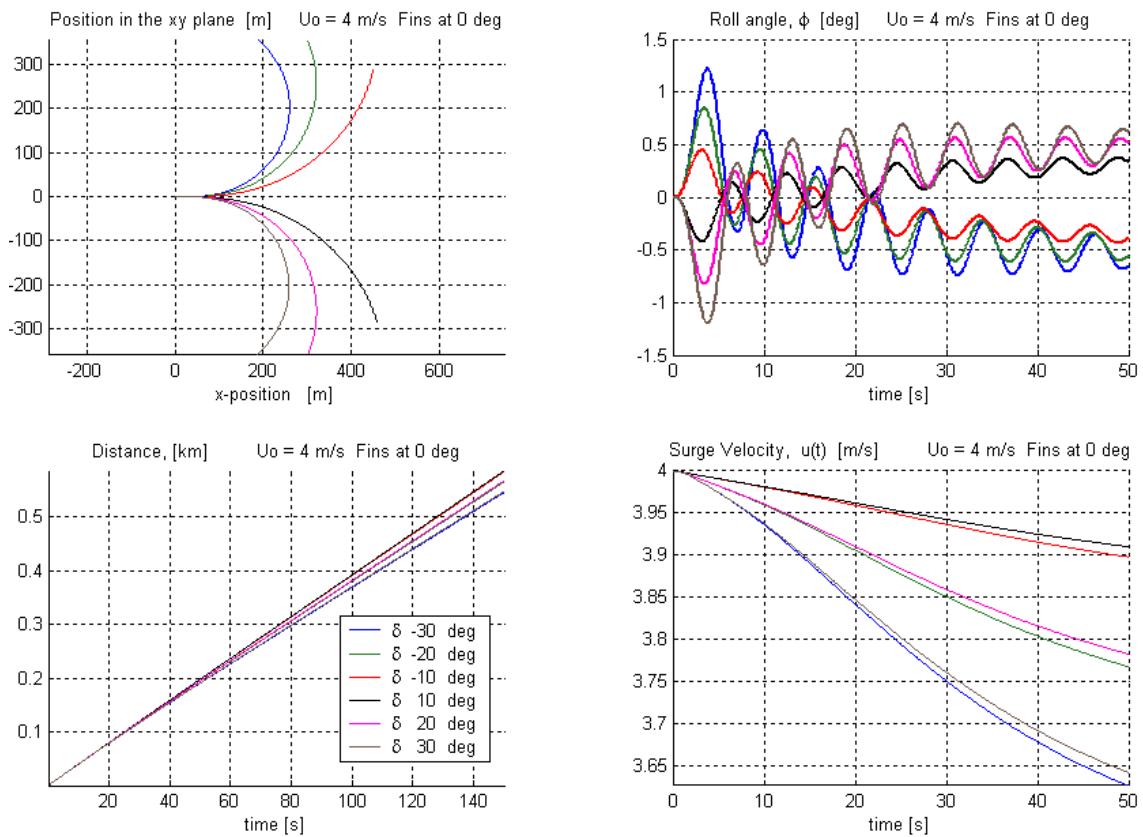 Position in the xy plane [m] Uo = 4 m/s Fins at 0 deg
300
200
100
0
-100
-200
-300
-200 0 200 400 600
x-position [m]
Roll angle, ϕ [deg] Uo = 4 m/s Fins at 0 deg
1.5
1
0.5
0
-0.5
-1
-1.5
0 10 20 30 40 50
time [s]
Distance, [km] Uo = 4 m/s Fins at 0 deg
0.5
0.4
0.3
0.2
0.1
20 40 60 80 100 120 140
time [s]
δ -30 deg
δ -20 deg
δ -10 deg
δ 10 deg
δ 20 deg
δ 30 deg
Surge Velocity, u(t) [m/s] Uo = 4 m/s Fins at 0 deg
4
3.95
3.9
3.85
3.8
3.75
3.7
3.65
0 10 20 30 40 50
time [s]